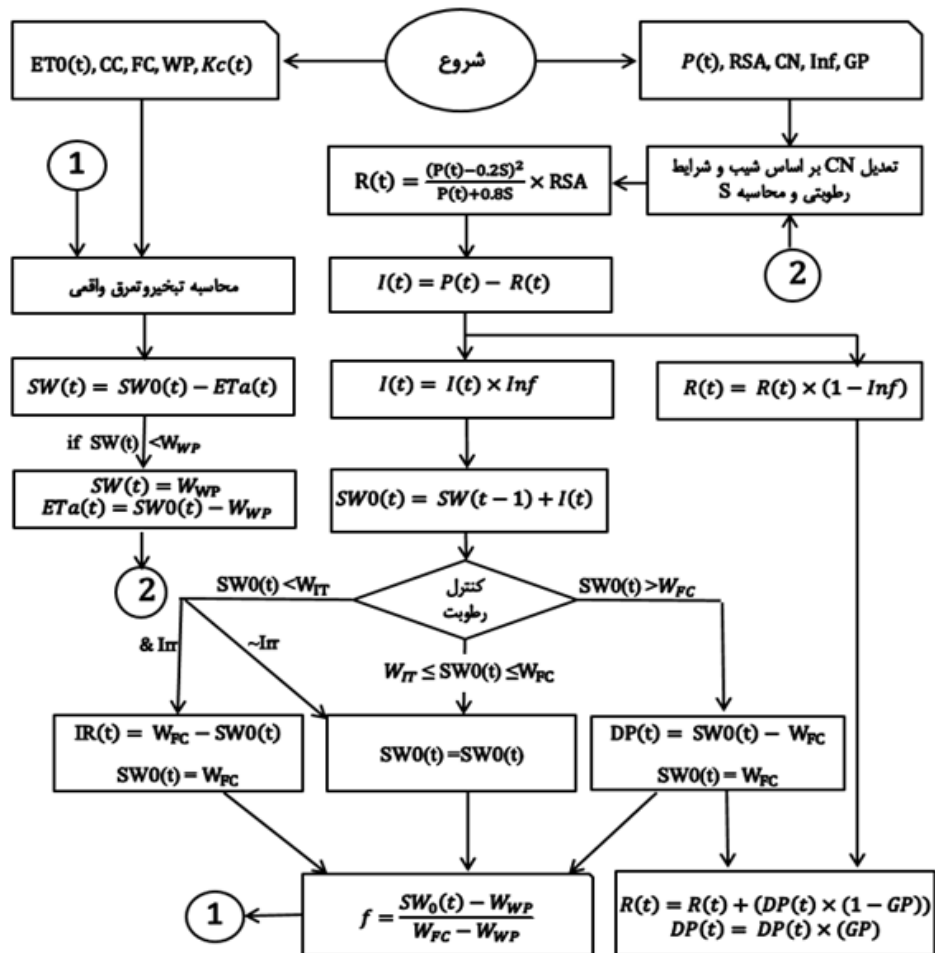 شروع
ET0(t), CC, FC, WP, Kc(t)
P(t), RSA, CN, Inf, GP
1
تعدیل CN بر اساس شیب و شرایط
رطوبتی و محاسبه S
R(t) = (P(t)−0.2S)² / P(t)+0.8S × RSA
2
I(t) = P(t) − R(t)
محاسبه تبخیروتعرق واقعی
SW(t) = SW0(t) − ETa(t)
I(t) = I(t) × Inf
R(t) = R(t) × (1 − Inf)
if SW(t) <W_WP
SW(t) = W_WP
ETa(t) = SW0(t) − W_WP
SW0(t) = SW(t − 1) + I(t)
2
SW0(t) <W_IT
کنترل
رطوبت
SW0(t) >W_FC
& Irr
~Irr
W_IT ≤ SW0(t) ≤W_FC
IR(t) = W_FC − SW0(t)
SW0(t) = W_FC
SW0(t) =SW0(t)
DP(t) = SW0(t) − W_FC
SW0(t) = W_FC
1
f = SW₀(t) − W_WP / W_FC − W_WP
R(t) = R(t) + (DP(t) × (1 − GP))
DP(t) = DP(t) × (GP)